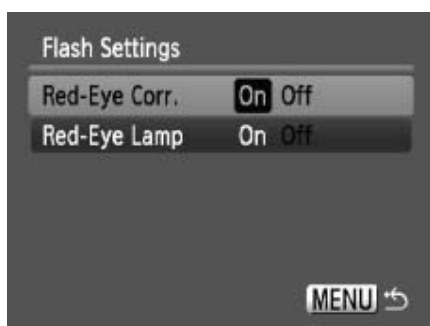 Flash Settings
Red-Eye Corr. On Off
Red-Eye Lamp On Off
MENU